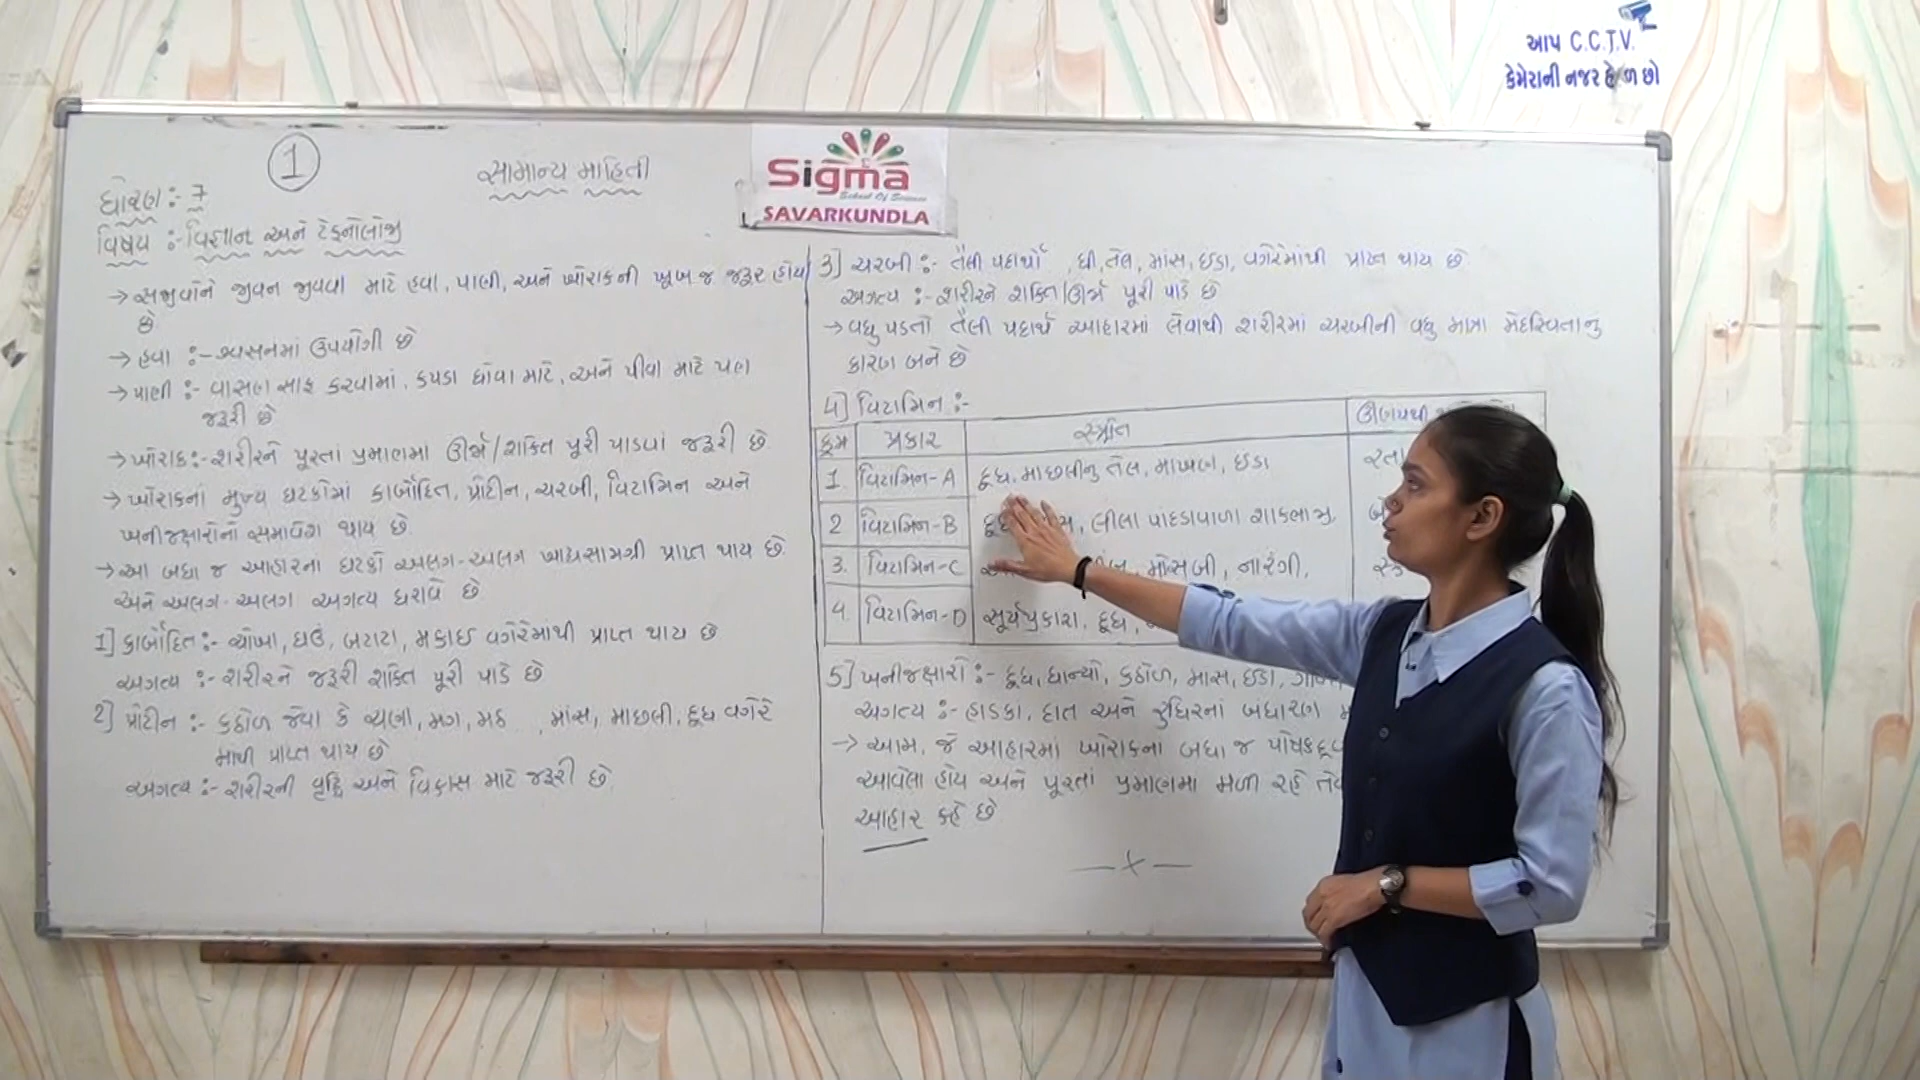 આપ C.C.T.V.
કેમેરાની નજર હેળ છો
Sigma
School Of Science
SAVARKUNDLA
1
સામાન્ય માહિતી
ધોરણ :- 7
વિષય :- વિજ્ઞાન અને ટેકનોલોજી
→ સજીવોને જીવન જીવવા માટે હવા, પાણી, અને ખોરાકની ખૂબ જ જરૂર હોય
છે
→ હવા :- શ્વસનમાં ઉપયોગી છે
→ પાણી :- વાસણ સાફ કરવામાં, કપડા ધોવા માટે, અને પીવા માટે પણ
જરૂરી છે
→ ખોરાક :- શરીરને પૂરતાં પ્રમાણમા ઊર્જા/શક્તિ પૂરી પાડવાં જરૂરી છે
→ ખોરાકનાં મુખ્ય ઘટકોમાં કાર્બોદિત, પ્રોટીન, ચરબી, વિટામિન અને
ખનીજક્ષારોનો સમાવેશ થાય છે
→ આ બધા જ આહારના ઘટકો અલગ-અલગ ખાદ્યસામગ્રી પ્રાપ્ત થાય છે
અને અલગ-અલગ અગત્ય ધરાવે છે
1] કાર્બોદિત :- ચોખા, ઘઉં, બટાટા, મકાઈ વગેરેમાંથી પ્રાપ્ત થાય છે
અગત્ય :- શરીરને જરૂરી શક્તિ પૂરી પાડે છે
2] પ્રોટીન :- કઠોળ જેવા કે ચણા, મગ, મઠ , માંસ, માછલી, દૂધ વગેરે
માથી પ્રાપ્ત થાય છે
અગત્ય :- શરીરની વૃદ્ધિ અને વિકાસ માટે જરૂરી છે
3] ચરબી :- તૈલી પદાર્થો , ઘી, તેલ, માંસ, ઈંડા, વગેરેમાંથી પ્રાપ્ત થાય છે
અગત્ય :- શરીરને શક્તિ/ઊર્જા પૂરી પાડે છે
→ વધુ પડતો તૈલી પદાર્થ આહારમાં લેવાથી શરીરમાં ચરબીની વધુ માત્રા મેદસ્વિતાનુ
કારણ બને છે
4] વિટામિન :-
ક્રમ પ્રકાર સ્ત્રોત ઊણપથી
1. વિટામિન-A દૂધ, માછલીનુ તેલ, માખણ, ઈંડા
2 વિટામિન-B લીલા પાંદડાવાળા શાકભાજી
3. વિટામિન-C મોસંબી, નારંગી,
4. વિટામિન-D સૂર્યપ્રકાશ, દૂધ,
5] ખનીજક્ષારો :- દૂધ, ધાન્યો, કઠોળ, માસ, ઈંડા,
અગત્ય :- હાડકા, દાત અને રુધિરનાં બંધારણ
→ આમ, જે આહારમાં ખોરાકના બધા જ
આવેલા હોય અને પૂરતાં પ્રમાણમા મળી રહે
આહાર કહે છે
—x—